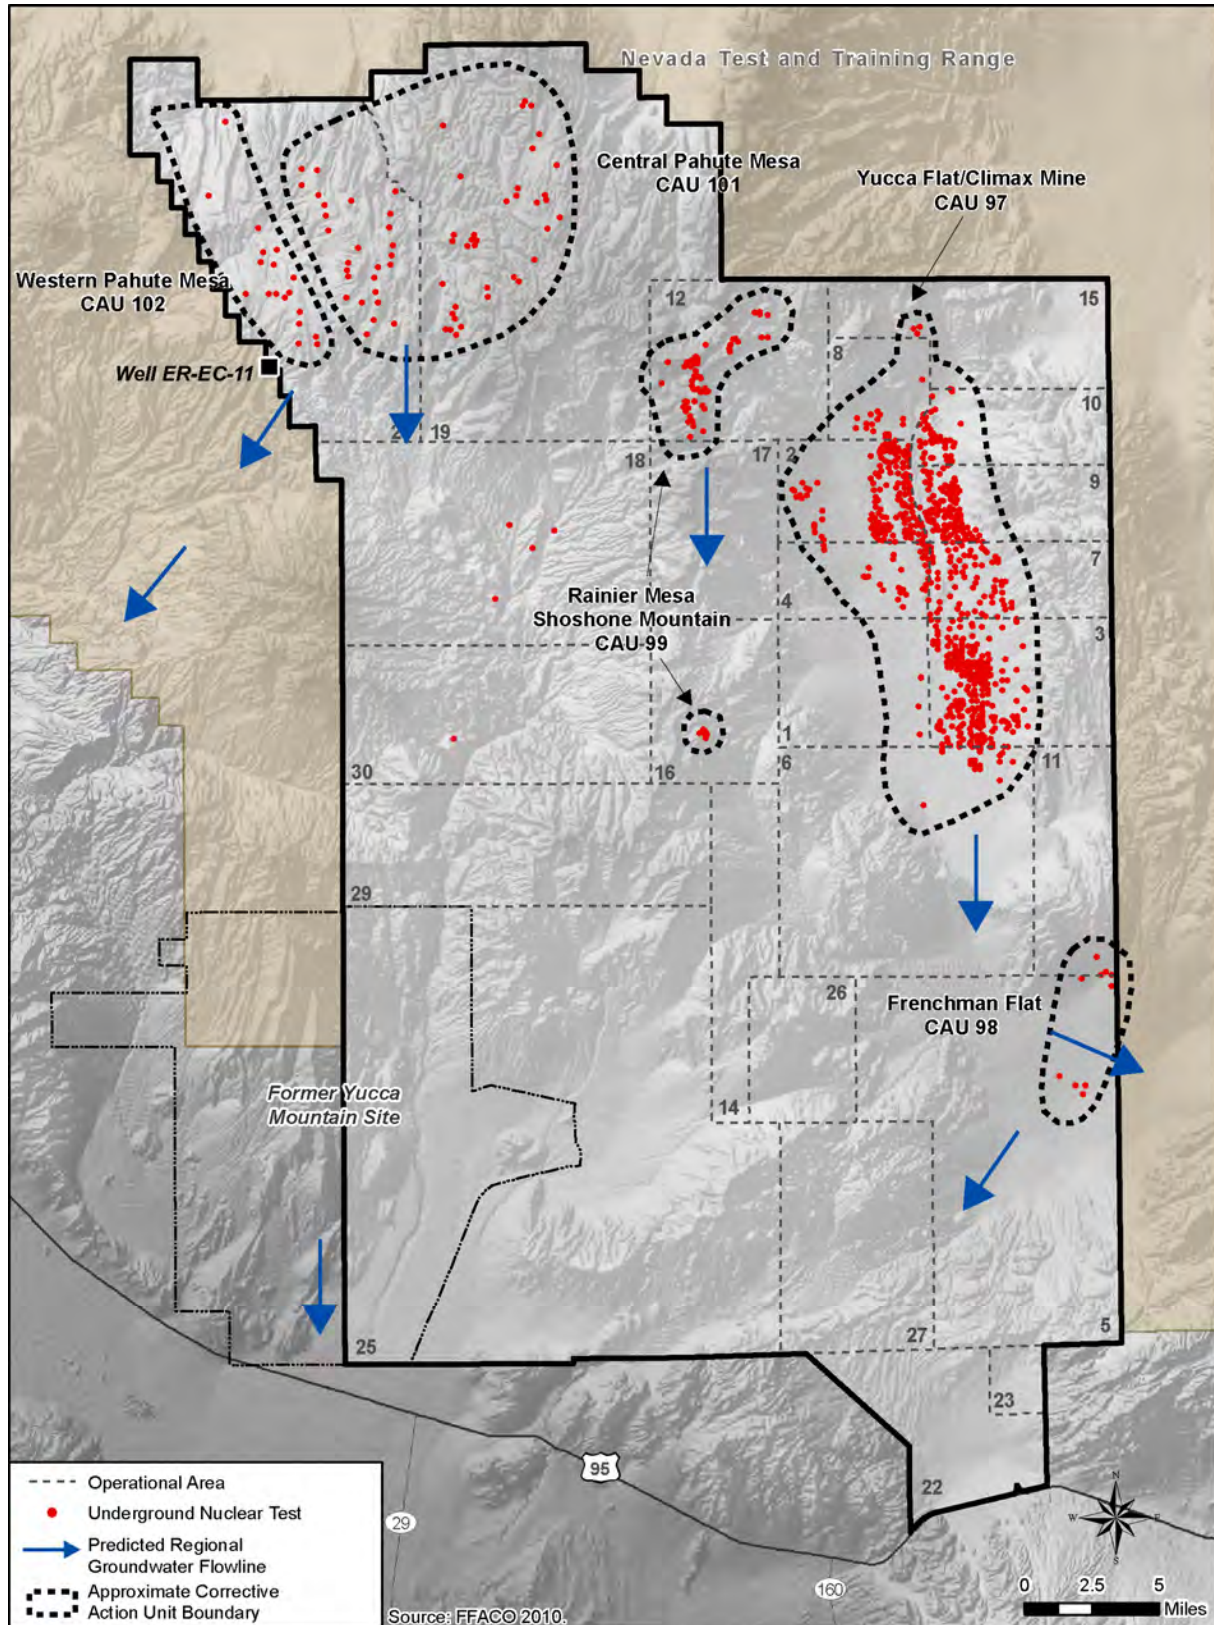 Nevada Test and Training Range
Central Pahute Mesa
CAU 101
Yucca Flat/Climax Mine
CAU 97
Western Pahute Mesa
CAU 102
12
15
8
Well ER-EC-11
10
19
18
17
2
9
7
Rainier Mesa
Shoshone Mountain
CAU 99
4
3
1
6
11
30
16
29
26
Frenchman Flat
CAU 98
Former Yucca
Mountain Site
14
25
27
5
23
22
95
29
160
N
W
E
S
Operational Area
Underground Nuclear Test
Predicted Regional
Groundwater Flowline
Approximate Corrective
Action Unit Boundary
Source: FFACO 2010.
0 2.5 5
Miles